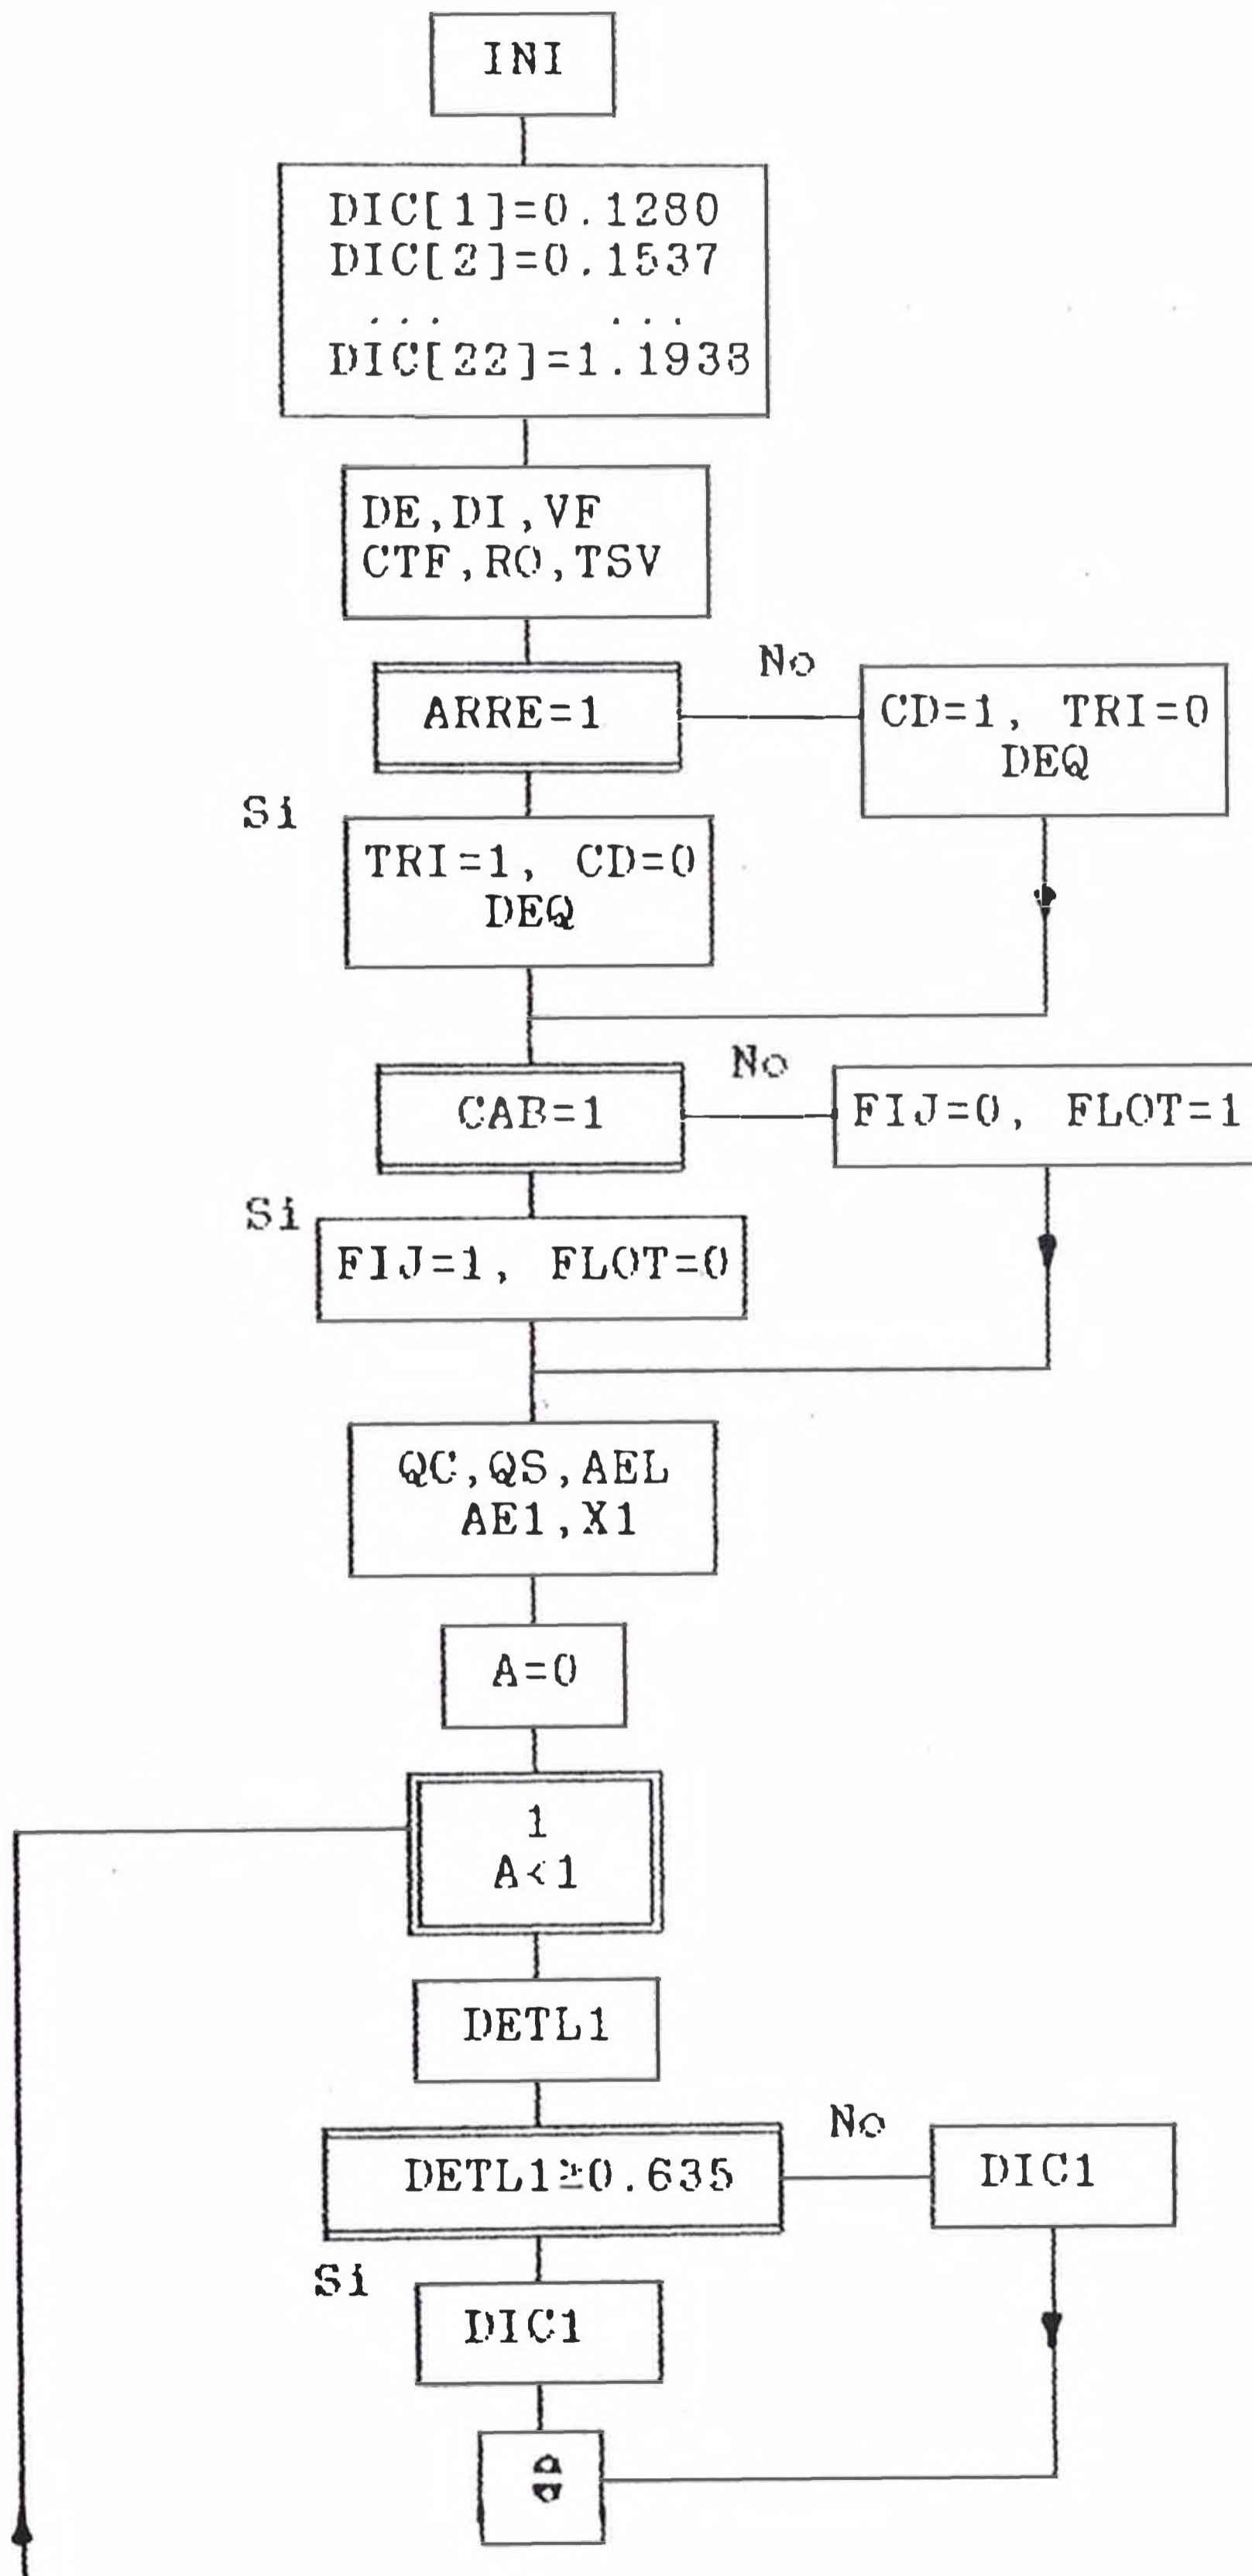 INI
DIC[1]=0.1280
DIC[2]=0.1537
... ...
DIC[22]=1.1938
DE,DI,VF
CTF,RO,TSV
ARRE=1
No
CD=1, TRI=0
DEQ
Si
TRI=1, CD=0
DEQ
CAB=1
No
FIJ=0, FLOT=1
Si
FIJ=1, FLOT=0
QC,QS,AEL
AE1,X1
A=0
1
A<1
DETL1
DETL1≥0.635
No
DIC1
Si
DIC1